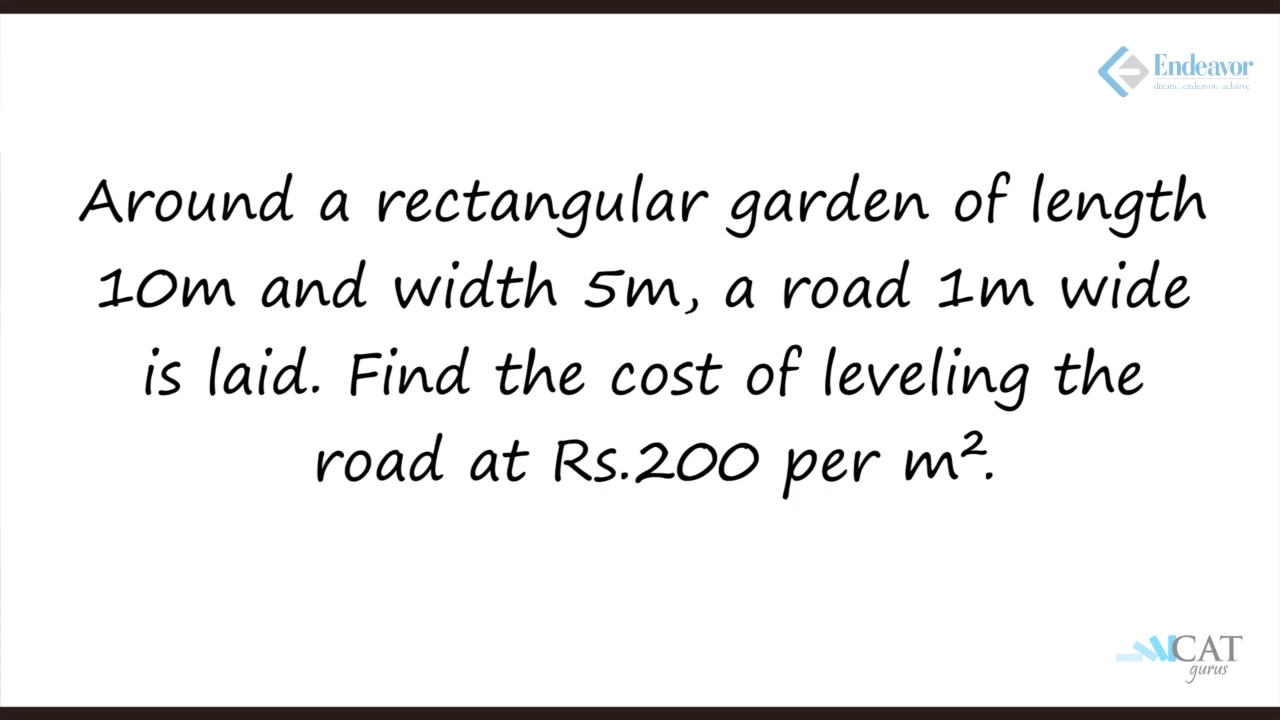 Endeavor
dream...endeavor...achieve
Around a rectangular garden of length
10m and width 5m, a road 1m wide
is laid. Find the cost of leveling the
road at Rs.200 per m².
CAT
gurus